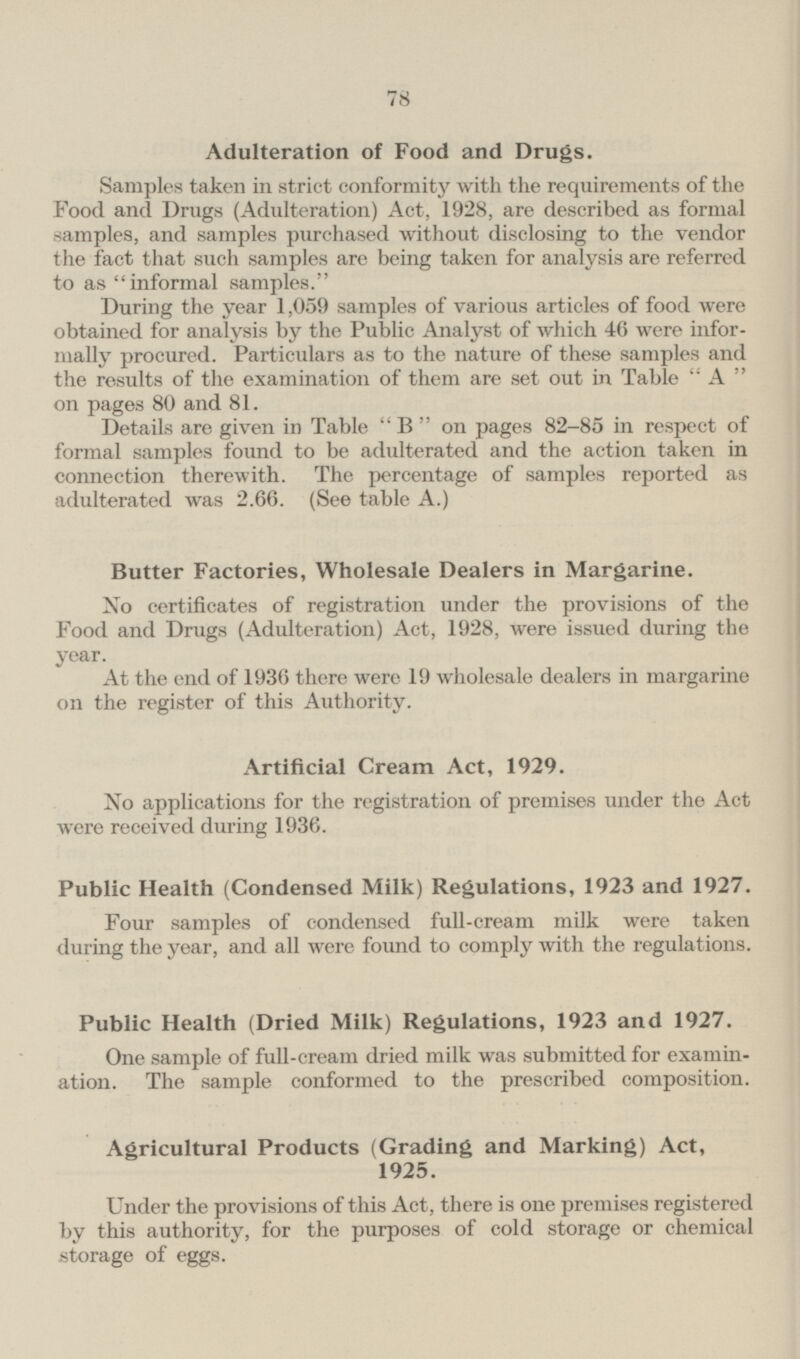 78
Adulteration of Food and Drugs.
Samples taken in strict conformity with the requirements of the
Food and Drugs (Adulteration) Act, 1928, are described as formal
samples, and samples purchased without disclosing to the vendor
the fact that such samples are being taken for analysis are referred
to as "informal samples."
During the year 1,059 samples of various articles of food were
obtained for analysis by the Public Analyst of which 46 were infor-
mally procured. Particulars as to the nature of these samples and
the results of the examination of them are set out in Table " A "
on pages 80 and 81.
Details are given in Table " B " on pages 82–85 in respect of
formal samples found to be adulterated and the action taken in
connection therewith. The percentage of samples reported as
adulterated was 2.66. (See table A.)
Butter Factories, Wholesale Dealers in Margarine.
No certificates of registration under the provisions of the
Food and Drugs (Adulteration) Act, 1928, were issued during the
year.
At the end of 1936 there were 19 wholesale dealers in margarine
on the register of this Authority.
Artificial Cream Act, 1929.
No applications for the registration of premises under the Act
were received during 1936.
Public Health (Condensed Milk) Regulations, 1923 and 1927.
Four samples of condensed full-cream milk were taken
during the year, and all were found to comply with the regulations.
Public Health (Dried Milk) Regulations, 1923 and 1927.
One sample of full-cream dried milk was submitted for examin-
ation. The sample conformed to the prescribed composition.
Agricultural Products (Grading and Marking) Act,
1925.
Under the provisions of this Act, there is one premises registered
by this authority, for the purposes of cold storage or chemical
storage of eggs.